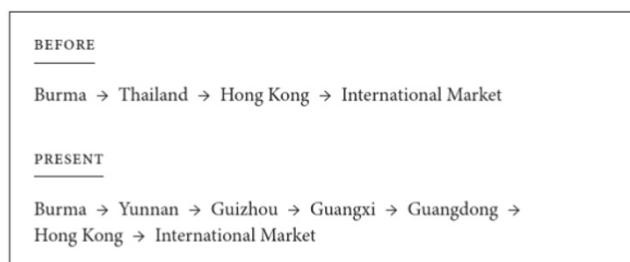 BEFORE
Burma → Thailand → Hong Kong → International Market
PRESENT
Burma → Yunnan → Guizhou → Guangxi → Guangdong →
Hong Kong → International Market